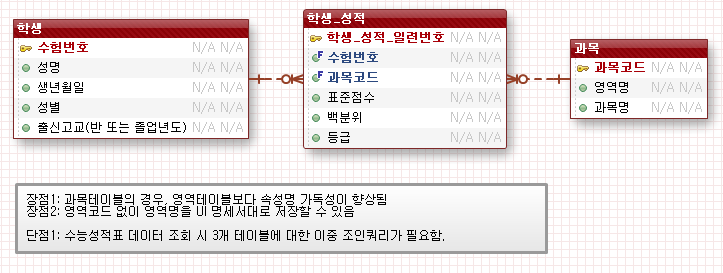 학생
수험번호 N/A N/A
성명 N/A N/A
생년월일 N/A N/A
성별 N/A N/A
출신고교(반 또는 졸업년도) N/A N/A
학생_성적
학생_성적_일련번호 N/A N/A
F 수험번호 N/A N/A
F 과목코드 N/A N/A
표준점수 N/A N/A
백분위 N/A N/A
등급 N/A N/A
과목
과목코드 N/A N/A
영역명 N/A N/A
과목명 N/A N/A
장점1: 과목테이블의 경우, 영역테이블보다 속성명 가독성이 향상됨
장점2: 영역코드 없이 영역명을 UI 명세서대로 저장할 수 있음
단점1: 수능성적표 데이터 조회 시 3개 테이블에 대한 이중 조인쿼리가 필요함.